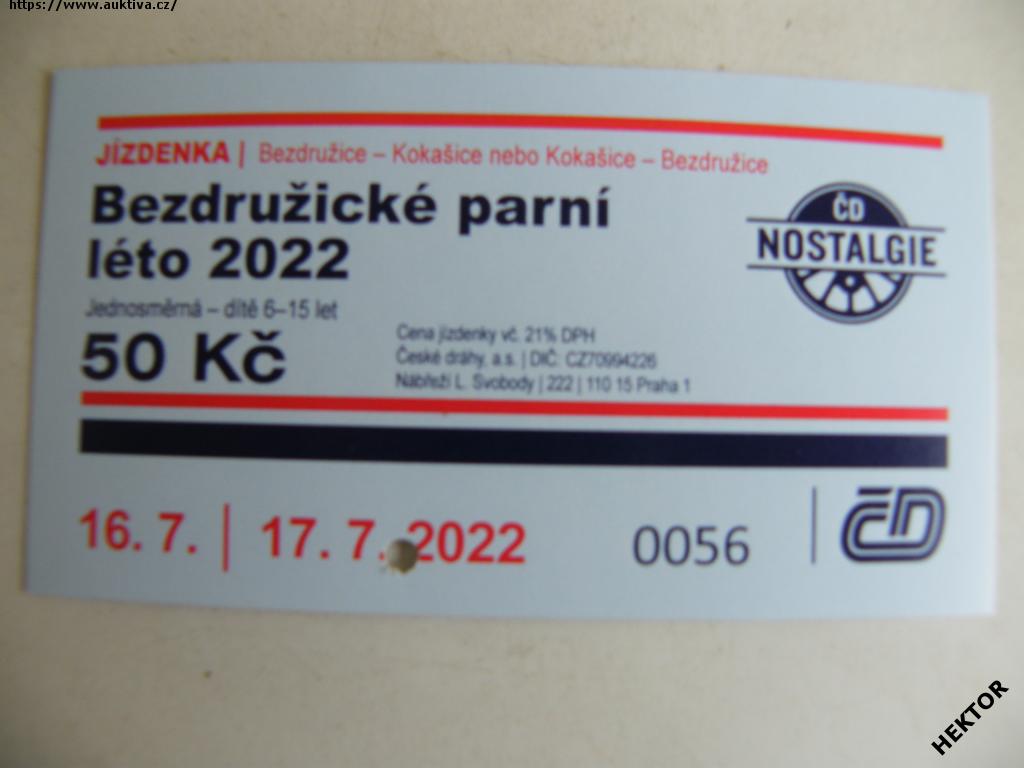 https://www.auktiva.cz/
JÍZDENKA | Bezdružice – Kokašice nebo Kokašice – Bezdružice
Bezdružické parní
léto 2022
ČD
NOSTALGIE
Jednosměrná – dítě 6–15 let
50 Kč
Cena jízdenky vč. 21% DPH
České dráhy, a.s. | DIČ: CZ70994226
Nábřeží L. Svobody | 222 | 110 15 Praha 1
16. 7. | 17. 7. 2022
0056
ČD
HEKTOR